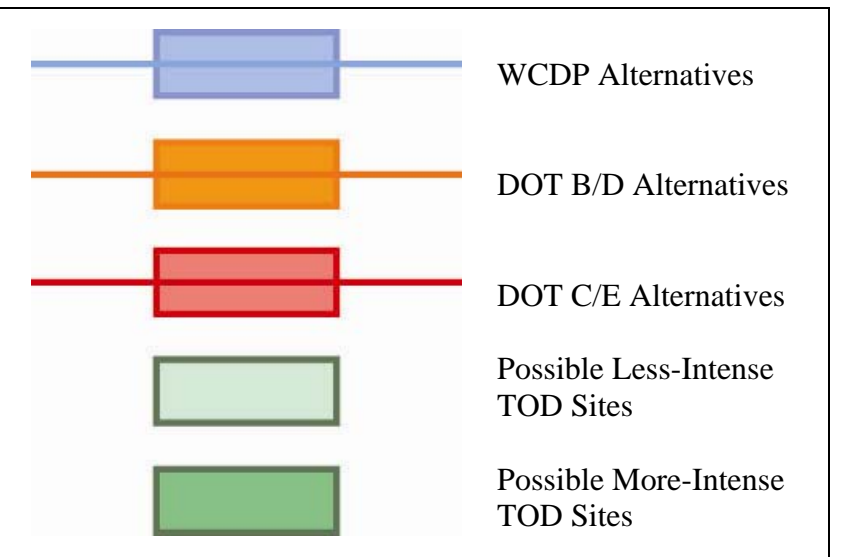 WCDP Alternatives
DOT B/D Alternatives
DOT C/E Alternatives
Possible Less-Intense
TOD Sites
Possible More-Intense
TOD Sites